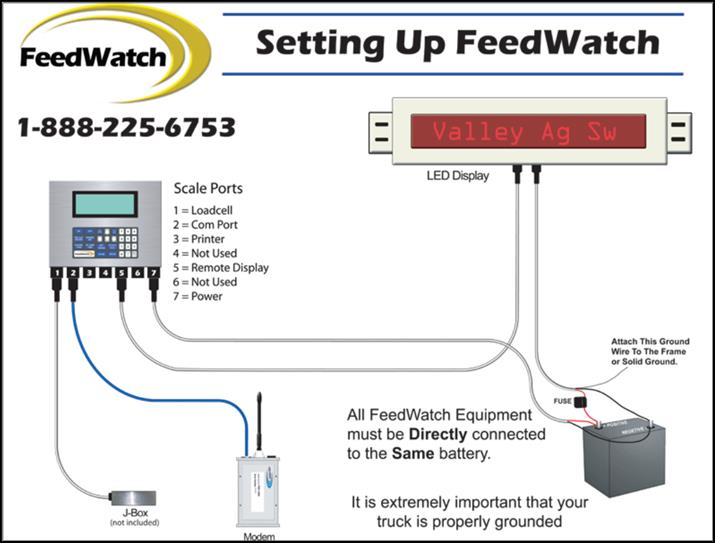 FeedWatch
Setting Up FeedWatch
1-888-225-6753
Valley Ag Sw
LED Display
Scale Ports
1 = Loadcell
2 = Com Port
3 = Printer
4 = Not Used
5 = Remote Display
6 = Not Used
7 = Power
1 2 3 4 5 6 7
Attach This Ground
Wire To The Frame
or Solid Ground.
FUSE
POSITIVE
NEGETIVE
All FeedWatch Equipment
must be Directly connected
to the Same battery.
It is extremely important that your
truck is properly grounded
J-Box
(not included)
Modem